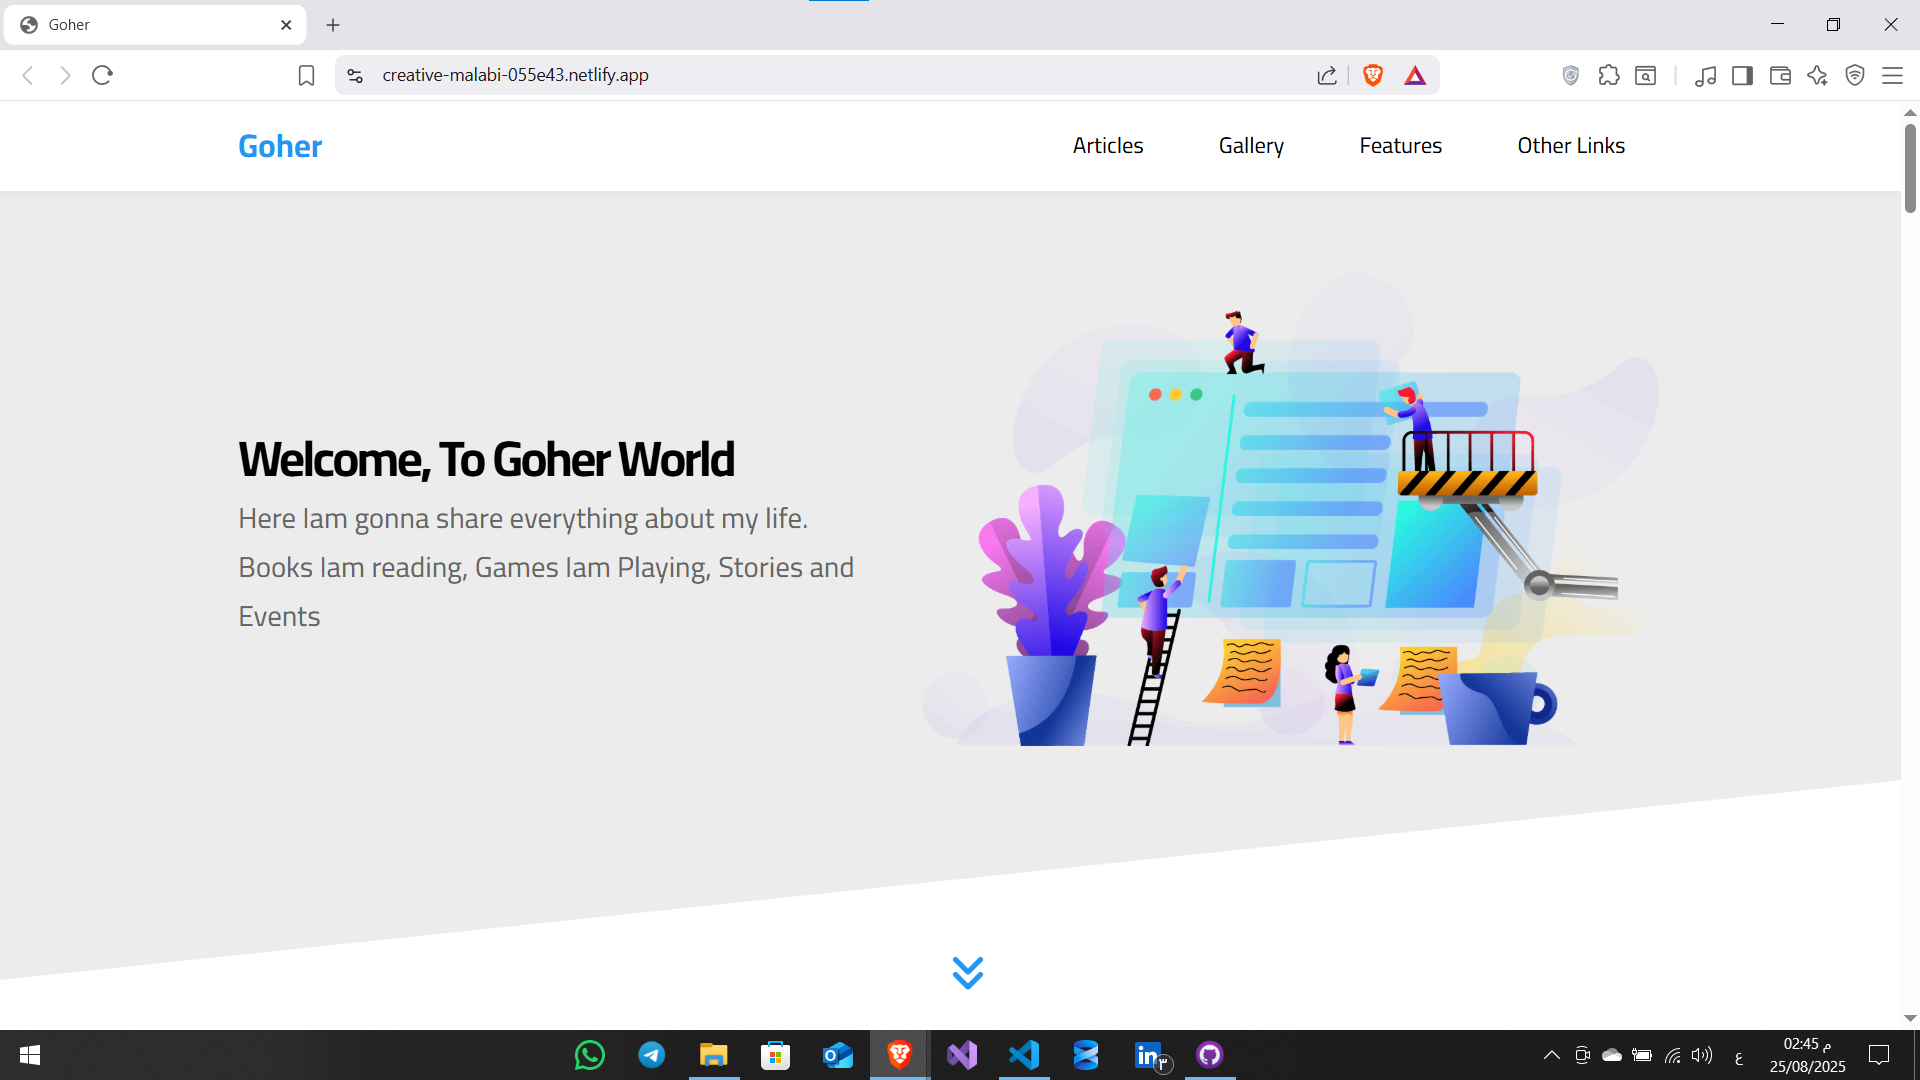 Goher
creative-malabi-055e43.netlify.app
Goher
Articles
Gallery
Features
Other Links
Welcome, To Goher World
Here Iam gonna share everything about my life.
Books Iam reading, Games Iam Playing, Stories and
Events
٣
ع
02:45 م
25/08/2025